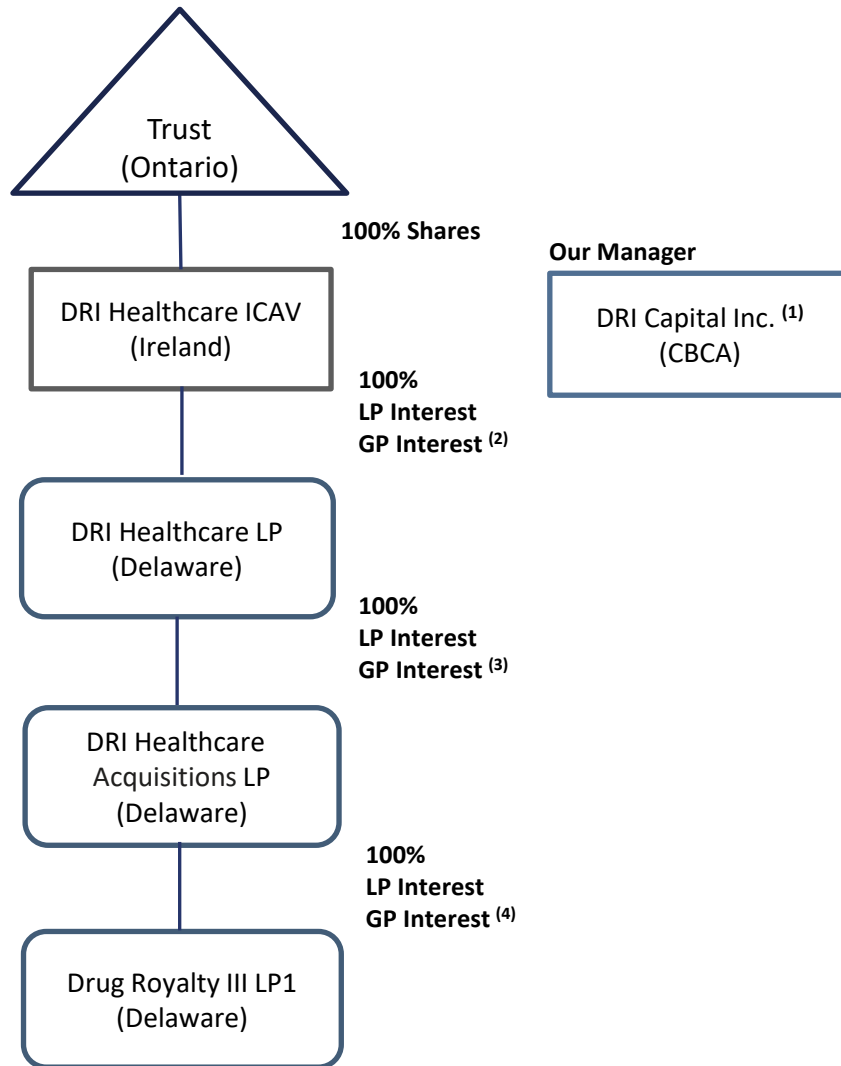 Trust
(Ontario)
100% Shares
Our Manager
DRI Healthcare ICAV
(Ireland)
DRI Capital Inc. (1)
(CBCA)
100%
LP Interest
GP Interest (2)
DRI Healthcare LP
(Delaware)
100%
LP Interest
GP Interest (3)
DRI Healthcare
Acquisitions LP
(Delaware)
100%
LP Interest
GP Interest (4)
Drug Royalty III LP1
(Delaware)